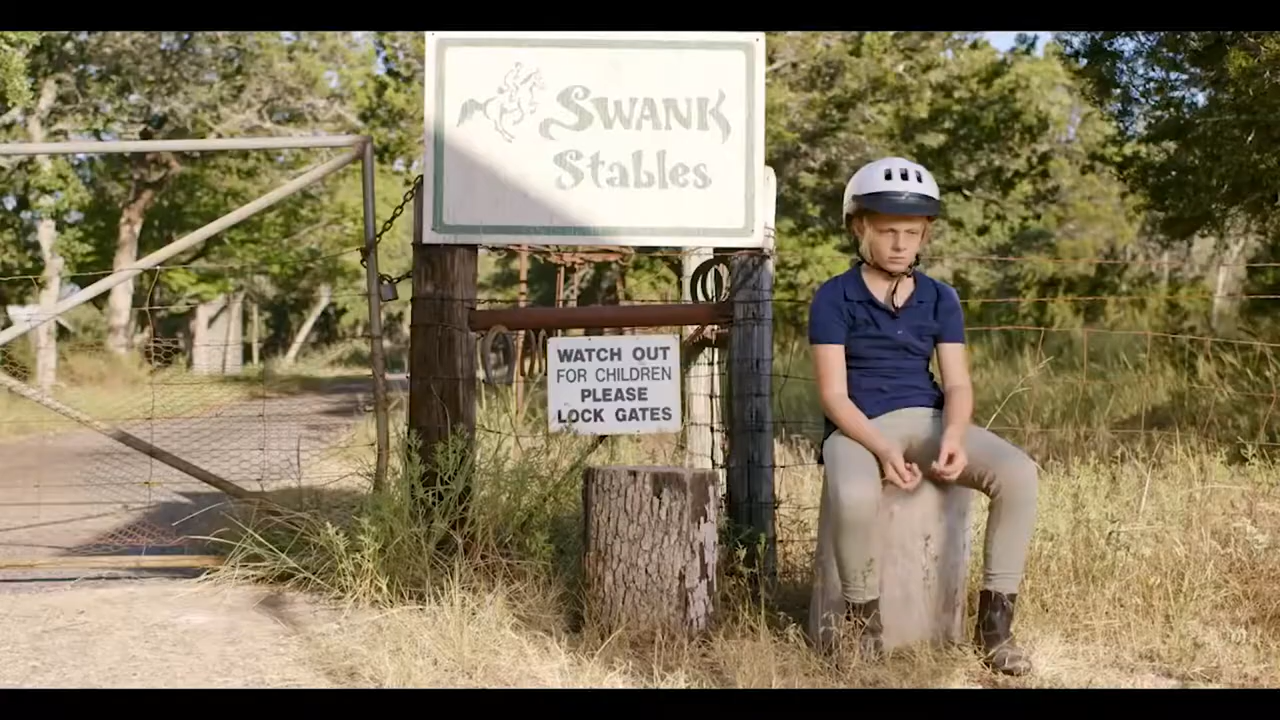 SWANK
Stables
WATCH OUT
FOR CHILDREN
PLEASE
LOCK GATES